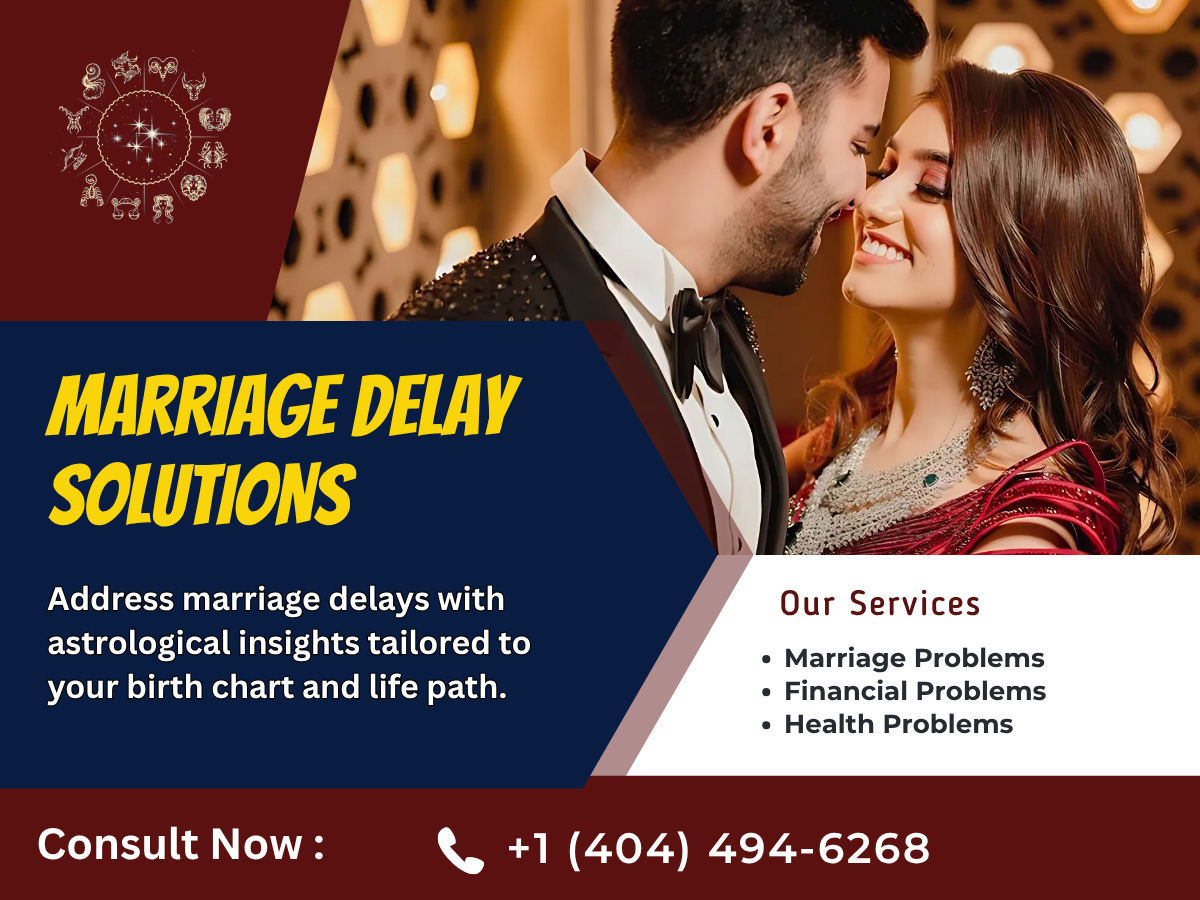 MARRIAGE DELAY
SOLUTIONS
Address marriage delays with
astrological insights tailored to
your birth chart and life path.
Our Services
• Marriage Problems
• Financial Problems
• Health Problems
Consult Now :
+1 (404) 494-6268